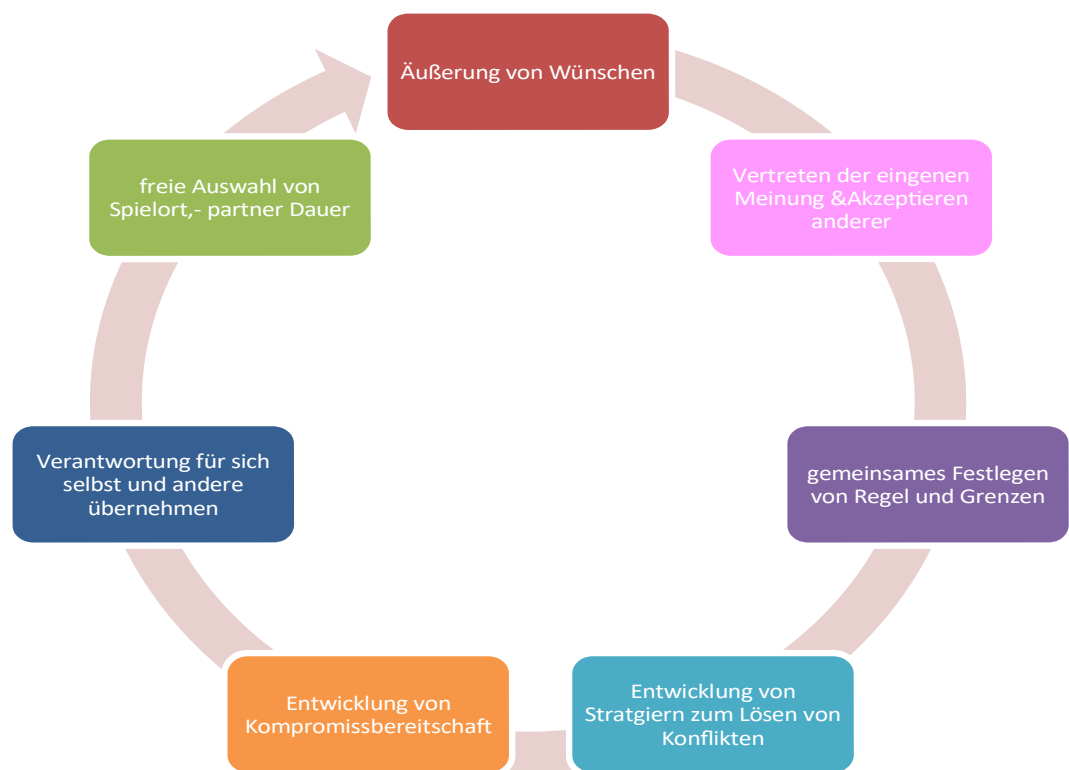 Äußerung von Wünschen
Vertreten der eingenen
Meinung &Akzeptieren
anderer
gemeinsames Festlegen
von Regel und Grenzen
Entwicklung von
Stratgiern zum Lösen von
Konflikten
Entwicklung von
Kompromissbereitschaft
Verantwortung für sich
selbst und andere
übernehmen
freie Auswahl von
Spielort,- partner Dauer